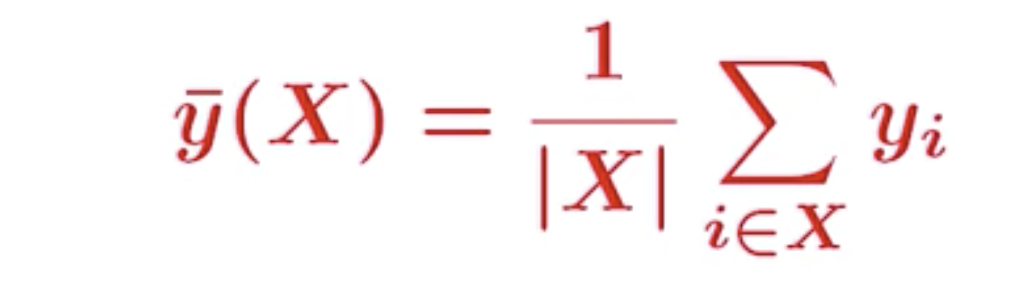 ȳ(X) = 1/|X| ∑_{i∈X} y_i